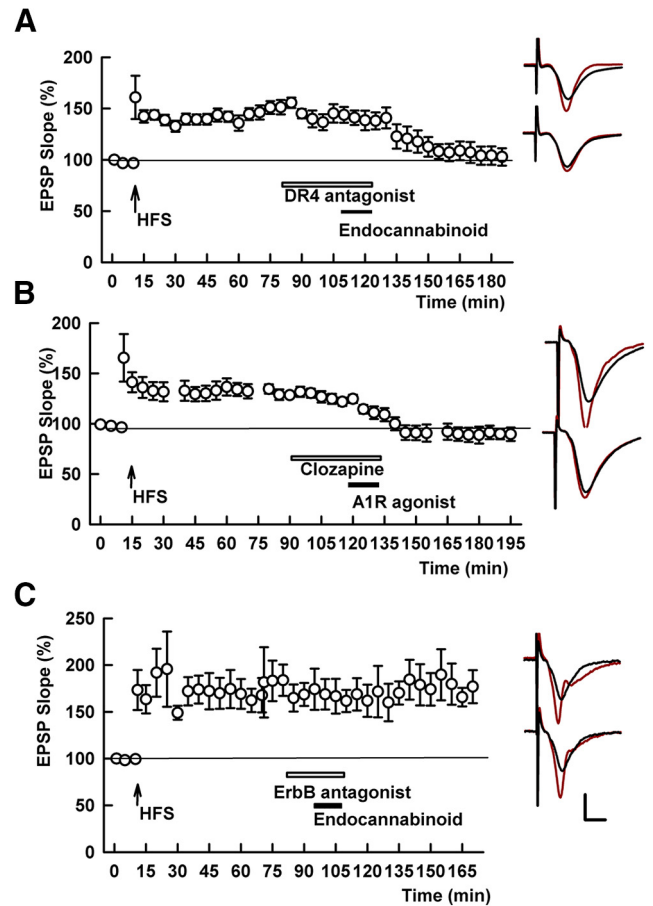 A
EPSP Slope (%)
200
150
100
50
0
HFS
DR4 antagonist
Endocannabinoid
0 15 30 45 60 75 90 105 120 135 150 165 180
Time (min)
B
EPSP Slope (%)
200
150
100
50
0
HFS
Clozapine
A1R agonist
0 15 30 45 60 75 90 105 120 135 150 165 180 195
Time (min)
C
EPSP Slope (%)
250
200
150
100
50
0
HFS
ErbB antagonist
Endocannabinoid
0 15 30 45 60 75 90 105 120 135 150 165
Time (min)